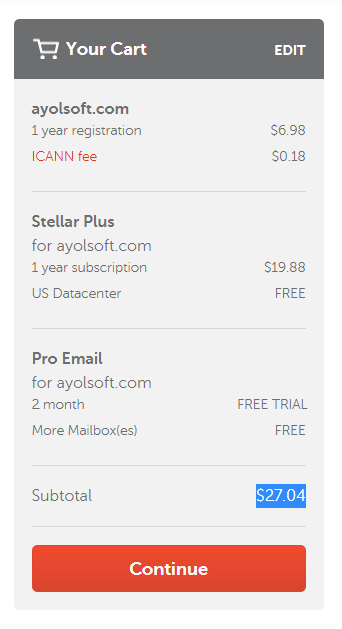 Your Cart EDIT
ayolsoft.com
1 year registration $6.98
ICANN fee $0.18
Stellar Plus
for ayolsoft.com
1 year subscription $19.88
US Datacenter FREE
Pro Email
for ayolsoft.com
2 month FREE TRIAL
More Mailbox(es) FREE
Subtotal $27.04
Continue